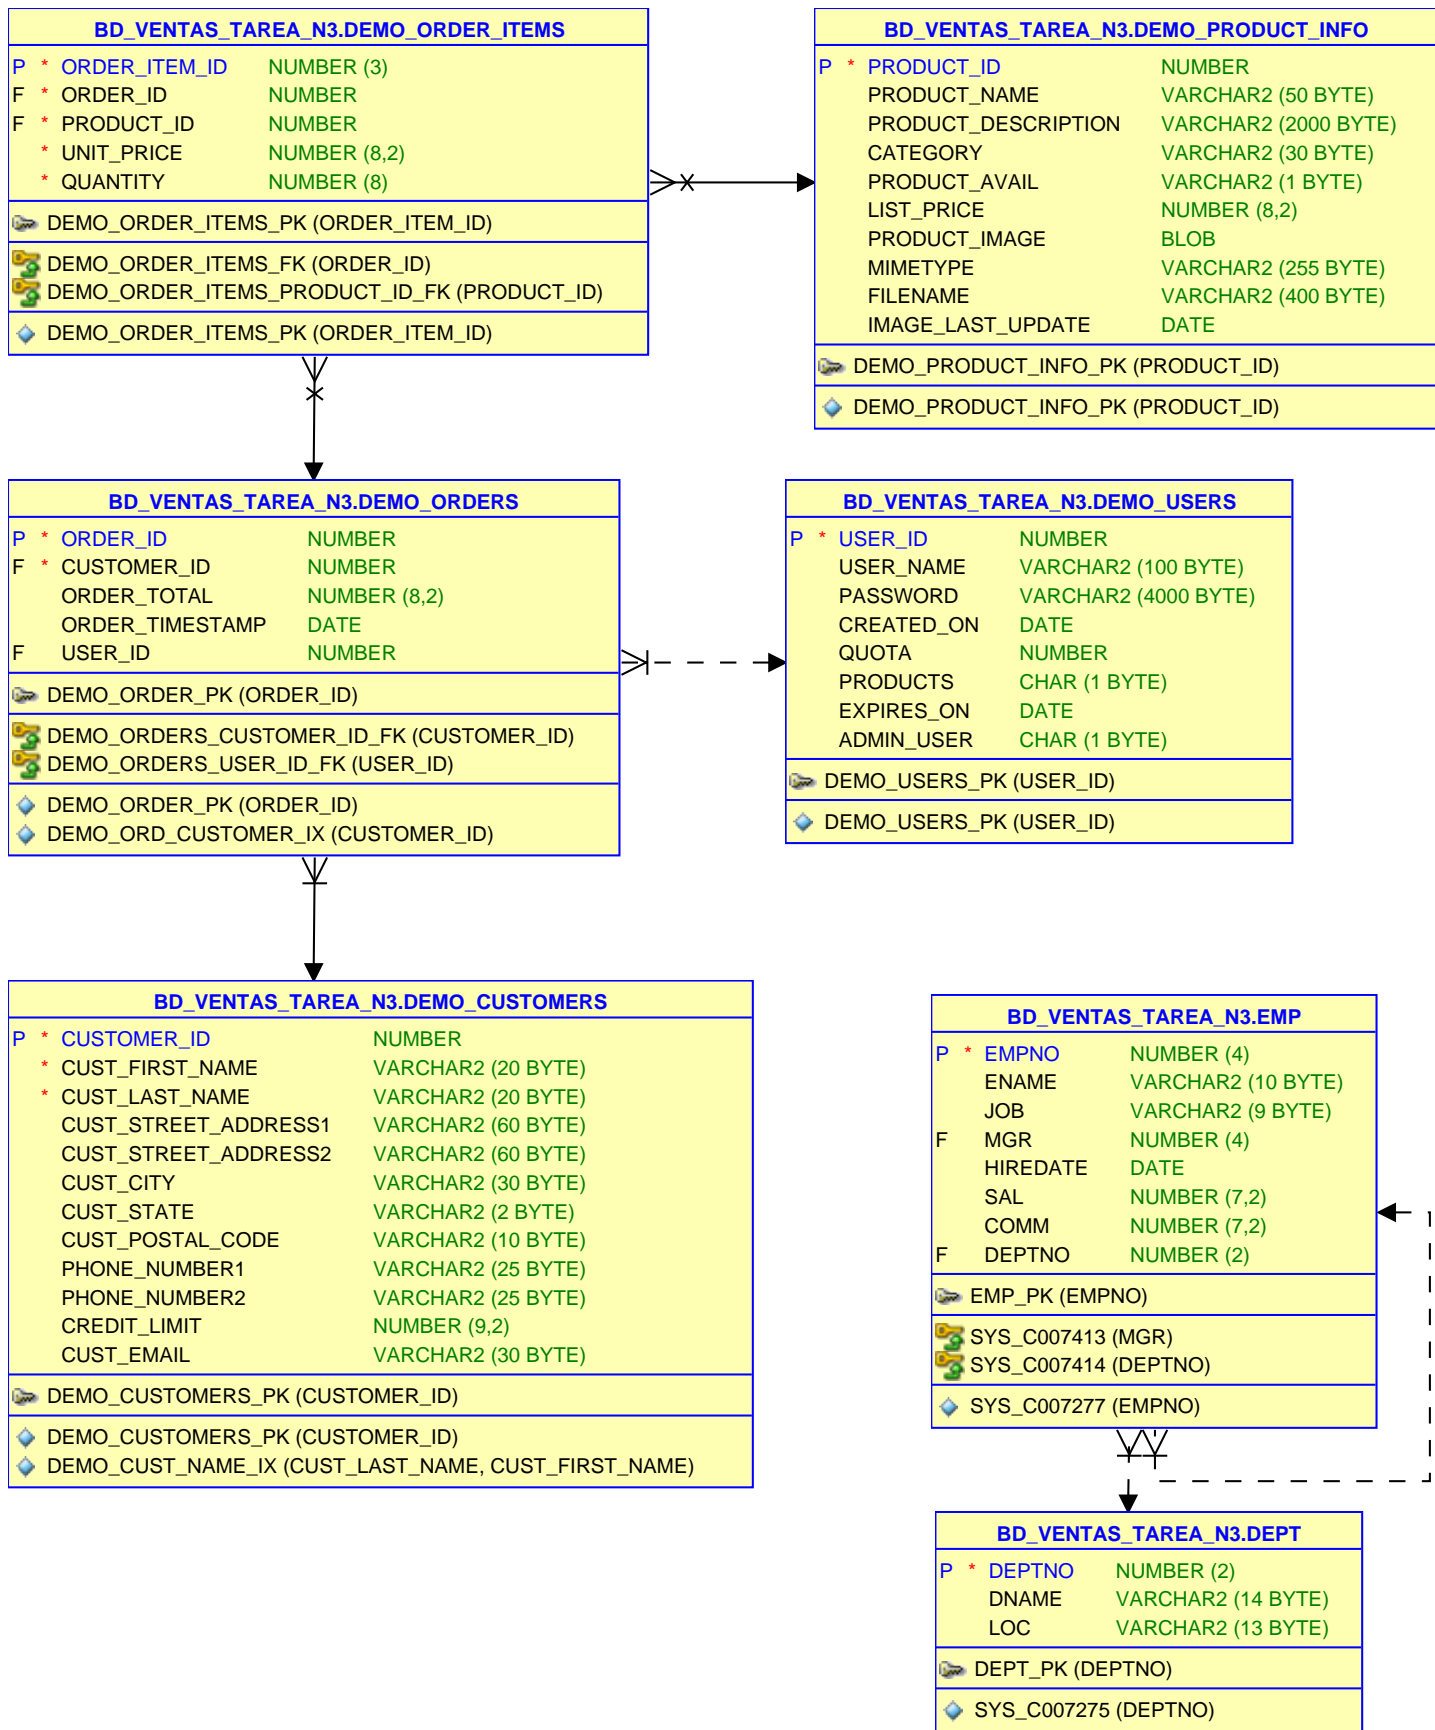 BD_VENTAS_TAREA_N3.DEMO_ORDER_ITEMS
P * ORDER_ITEM_ID NUMBER (3)
F * ORDER_ID NUMBER
F * PRODUCT_ID NUMBER
* UNIT_PRICE NUMBER (8,2)
* QUANTITY NUMBER (8)
DEMO_ORDER_ITEMS_PK (ORDER_ITEM_ID)
DEMO_ORDER_ITEMS_FK (ORDER_ID)
DEMO_ORDER_ITEMS_PRODUCT_ID_FK (PRODUCT_ID)
DEMO_ORDER_ITEMS_PK (ORDER_ITEM_ID)
BD_VENTAS_TAREA_N3.DEMO_PRODUCT_INFO
P * PRODUCT_ID NUMBER
PRODUCT_NAME VARCHAR2 (50 BYTE)
PRODUCT_DESCRIPTION VARCHAR2 (2000 BYTE)
CATEGORY VARCHAR2 (30 BYTE)
PRODUCT_AVAIL VARCHAR2 (1 BYTE)
LIST_PRICE NUMBER (8,2)
PRODUCT_IMAGE BLOB
MIMETYPE VARCHAR2 (255 BYTE)
FILENAME VARCHAR2 (400 BYTE)
IMAGE_LAST_UPDATE DATE
DEMO_PRODUCT_INFO_PK (PRODUCT_ID)
DEMO_PRODUCT_INFO_PK (PRODUCT_ID)
BD_VENTAS_TAREA_N3.DEMO_ORDERS
P * ORDER_ID NUMBER
F * CUSTOMER_ID NUMBER
ORDER_TOTAL NUMBER (8,2)
ORDER_TIMESTAMP DATE
F USER_ID NUMBER
DEMO_ORDER_PK (ORDER_ID)
DEMO_ORDERS_CUSTOMER_ID_FK (CUSTOMER_ID)
DEMO_ORDERS_USER_ID_FK (USER_ID)
DEMO_ORDER_PK (ORDER_ID)
DEMO_ORD_CUSTOMER_IX (CUSTOMER_ID)
BD_VENTAS_TAREA_N3.DEMO_USERS
P * USER_ID NUMBER
USER_NAME VARCHAR2 (100 BYTE)
PASSWORD VARCHAR2 (4000 BYTE)
CREATED_ON DATE
QUOTA NUMBER
PRODUCTS CHAR (1 BYTE)
EXPIRES_ON DATE
ADMIN_USER CHAR (1 BYTE)
DEMO_USERS_PK (USER_ID)
DEMO_USERS_PK (USER_ID)
BD_VENTAS_TAREA_N3.DEMO_CUSTOMERS
P * CUSTOMER_ID NUMBER
* CUST_FIRST_NAME VARCHAR2 (20 BYTE)
* CUST_LAST_NAME VARCHAR2 (20 BYTE)
CUST_STREET_ADDRESS1 VARCHAR2 (60 BYTE)
CUST_STREET_ADDRESS2 VARCHAR2 (60 BYTE)
CUST_CITY VARCHAR2 (30 BYTE)
CUST_STATE VARCHAR2 (2 BYTE)
CUST_POSTAL_CODE VARCHAR2 (10 BYTE)
PHONE_NUMBER1 VARCHAR2 (25 BYTE)
PHONE_NUMBER2 VARCHAR2 (25 BYTE)
CREDIT_LIMIT NUMBER (9,2)
CUST_EMAIL VARCHAR2 (30 BYTE)
DEMO_CUSTOMERS_PK (CUSTOMER_ID)
DEMO_CUSTOMERS_PK (CUSTOMER_ID)
DEMO_CUST_NAME_IX (CUST_LAST_NAME, CUST_FIRST_NAME)
BD_VENTAS_TAREA_N3.EMP
P * EMPNO NUMBER (4)
ENAME VARCHAR2 (10 BYTE)
JOB VARCHAR2 (9 BYTE)
F MGR NUMBER (4)
HIREDATE DATE
SAL NUMBER (7,2)
COMM NUMBER (7,2)
F DEPTNO NUMBER (2)
EMP_PK (EMPNO)
SYS_C007413 (MGR)
SYS_C007414 (DEPTNO)
SYS_C007277 (EMPNO)
BD_VENTAS_TAREA_N3.DEPT
P * DEPTNO NUMBER (2)
DNAME VARCHAR2 (14 BYTE)
LOC VARCHAR2 (13 BYTE)
DEPT_PK (DEPTNO)
SYS_C007275 (DEPTNO)